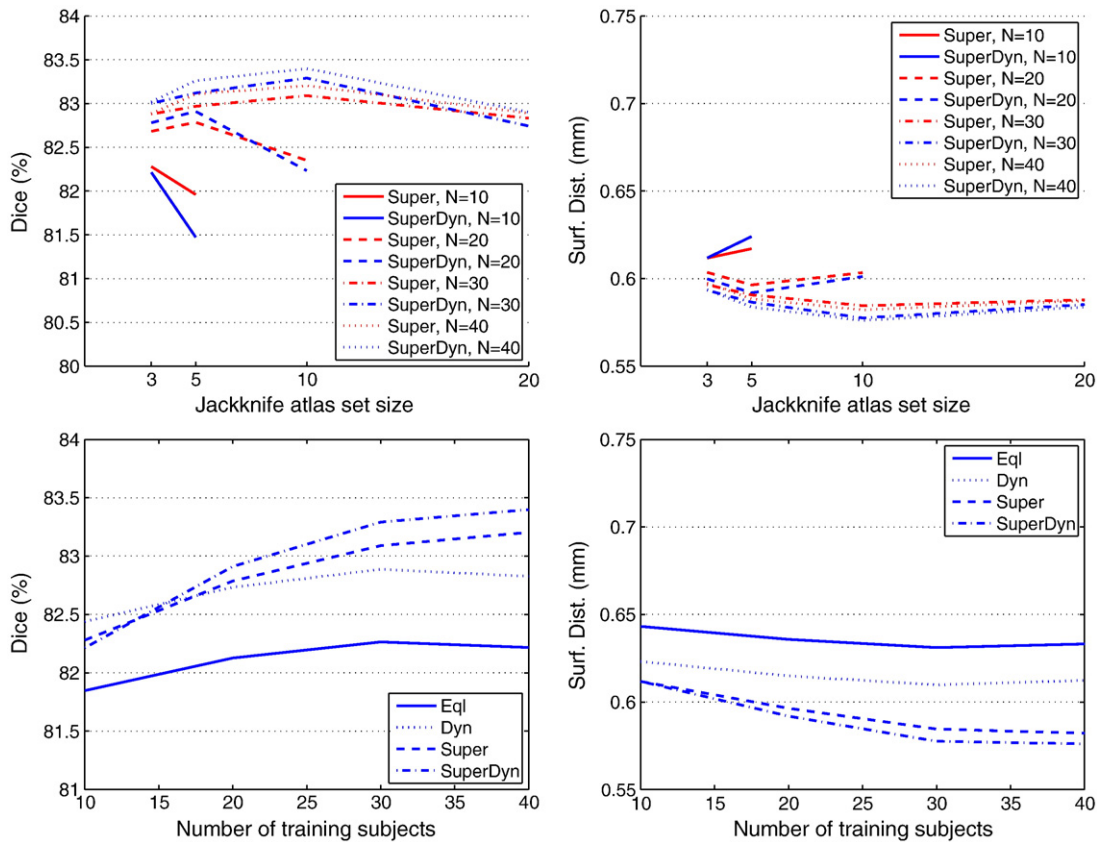 84
83.5
83
82.5
82
81.5
81
80.5
80
Dice (%)
3
5
10
20
Jackknife atlas set size
Super, N=10
SuperDyn, N=10
Super, N=20
SuperDyn, N=20
Super, N=30
SuperDyn, N=30
Super, N=40
SuperDyn, N=40
0.75
0.7
0.65
0.6
0.55
Surf. Dist. (mm)
3
5
10
20
Jackknife atlas set size
Super, N=10
SuperDyn, N=10
Super, N=20
SuperDyn, N=20
Super, N=30
SuperDyn, N=30
Super, N=40
SuperDyn, N=40
84
83.5
83
82.5
82
81.5
81
Dice (%)
10
15
20
25
30
35
40
Number of training subjects
Eql
Dyn
Super
SuperDyn
0.75
0.7
0.65
0.6
0.55
Surf. Dist. (mm)
10
15
20
25
30
35
40
Number of training subjects
Eql
Dyn
Super
SuperDyn